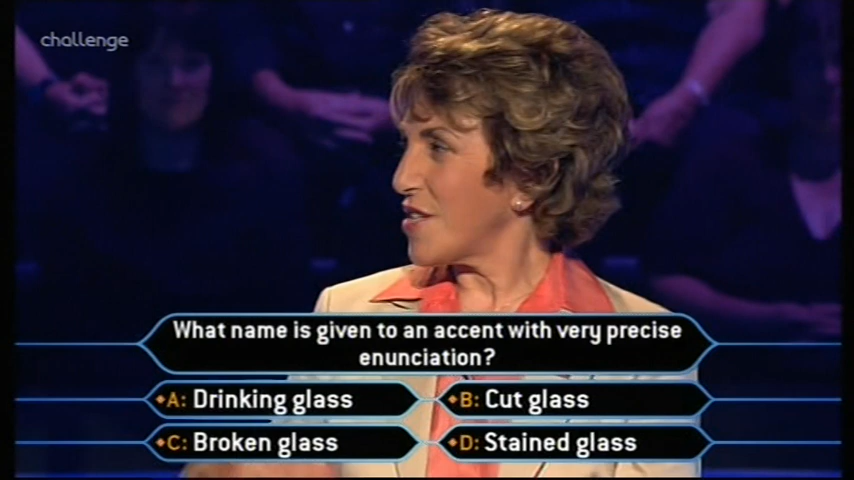 challenge
What name is given to an accent with very precise
enunciation?
A: Drinking glass
B: Cut glass
C: Broken glass
D: Stained glass